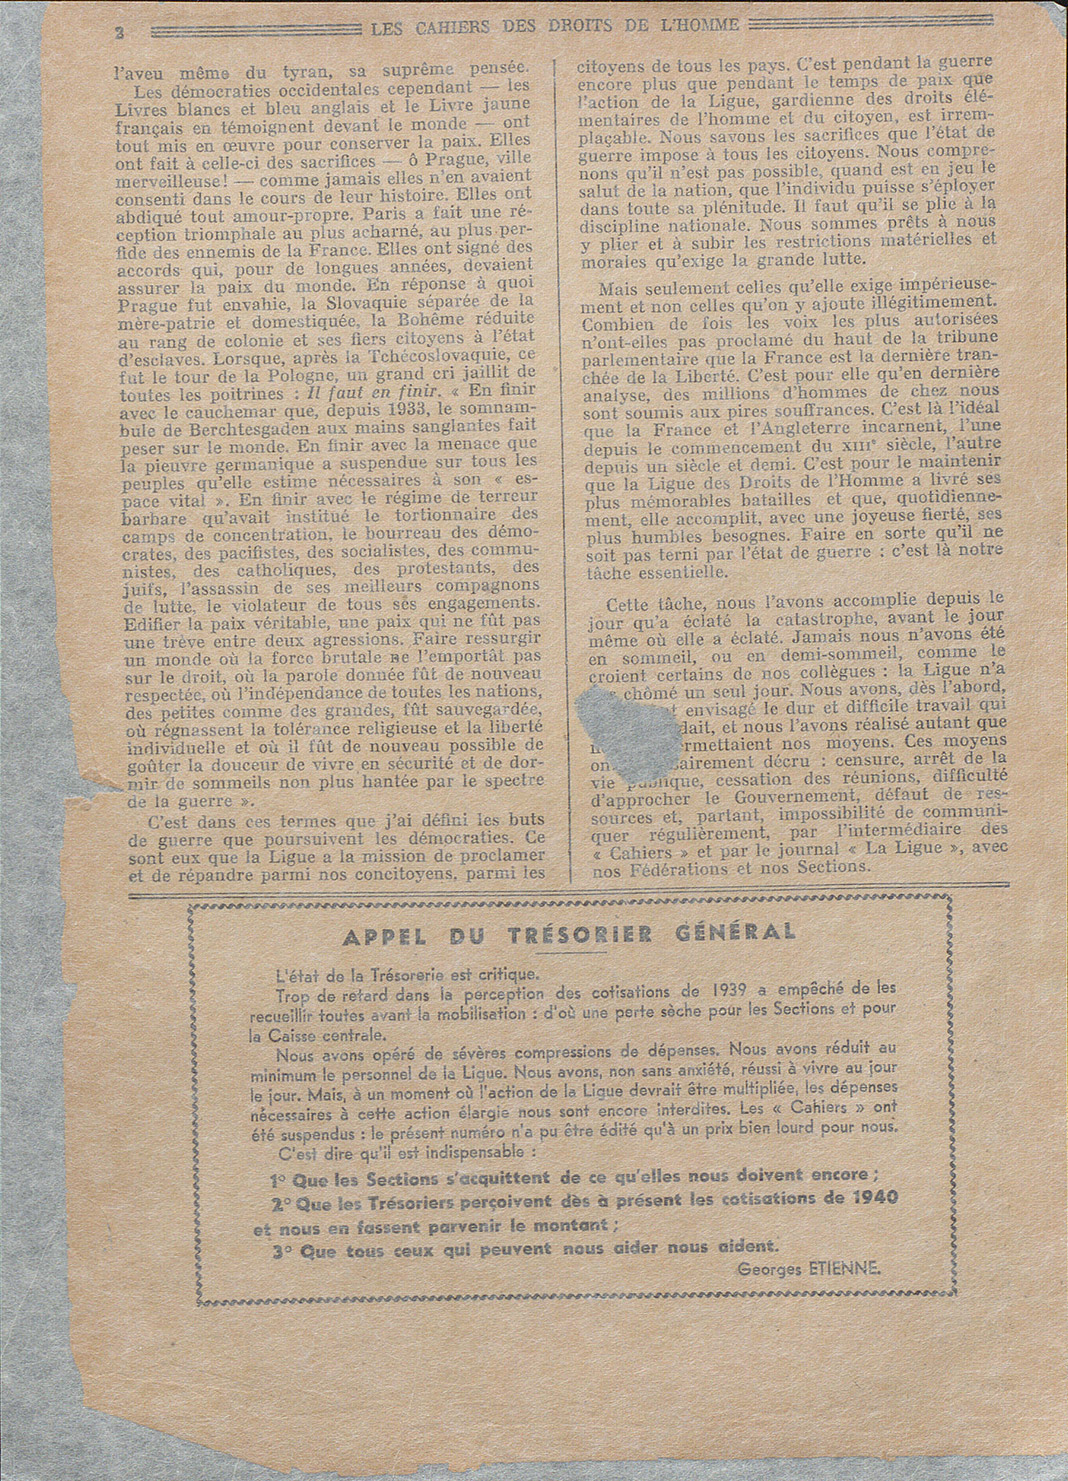 2 LES CAHIERS DES DROITS DE L'HOMME
l'aveu même du tyran, sa suprême pensée.
Les démocraties occidentales cependant — les
Livres blancs et bleu anglais et le Livre jaune
français en témoignent devant le monde — ont
tout mis en œuvre pour conserver la paix. Elles
ont fait à celle-ci des sacrifices — ô Prague, ville
merveilleuse! — comme jamais elles n'en avaient
consenti dans le cours de leur histoire. Elles ont
abdiqué tout amour-propre. Paris a fait une ré-
ception triomphale au plus acharné, au plus per-
fide des ennemis de la France. Elles ont signé des
accords qui, pour de longues années, devaient
assurer la paix du monde. En réponse à quoi
Prague fut envahie, la Slovaquie séparée de la
mère-patrie et domestiquée, la Bohême réduite
au rang de colonie et ses fiers citoyens à l'état
d'esclaves. Lorsque, après la Tchécoslovaquie, ce
fut le tour de la Pologne, un grand cri jaillit de
toutes les poitrines : Il faut en finir. « En finir
avec le cauchemar que, depuis 1933, le somnam-
bule de Berchtesgaden aux mains sanglantes fait
peser sur le monde. En finir avec la menace que
la pieuvre germanique a suspendue sur tous les
peuples qu'elle estime nécessaires à son « es-
pace vital ». En finir avec le régime de terreur
barbare qu'avait institué le tortionnaire des
camps de concentration, le bourreau des démo-
crates, des pacifistes, des socialistes, des commu-
nistes, des catholiques, des protestants, des
juifs, l'assassin de ses meilleurs compagnons
de lutte, le violateur de tous sés engagements.
Edifier la paix véritable, une paix qui ne fût pas
une trève entre deux agressions. Faire ressurgir
un monde où la force brutale ne l'emportât pas
sur le droit, où la parole donnée fût de nouveau
respectée, où l'indépendance de toutes les nations,
des petites comme des grandes, fût sauvegardée,
où régnassent la tolérance religieuse et la liberté
individuelle et où il fût de nouveau possible de
goûter la douceur de vivre en sécurité et de dor-
mir de sommeils non plus hantée par le spectre
de la guerre ».
C'est dans ces termes que j'ai défini les buts
de guerre que poursuivent les démocraties. Ce
sont eux que la Ligue a la mission de proclamer
et de répandre parmi nos concitoyens, parmi les
citoyens de tous les pays. C'est pendant la guerre
encore plus que pendant le temps de paix que
l'action de la Ligue, gardienne des droits élé-
mentaires de l'homme et du citoyen, est irrem-
plaçable. Nous savons les sacrifices que l'état de
guerre impose à tous les citoyens. Nous compre-
nons qu'il n'est pas possible, quand est en jeu le
salut de la nation, que l'individu puisse s'éployer
dans toute sa plénitude. Il faut qu'il se plie à la
discipline nationale. Nous sommes prêts à nous
y plier et à subir les restrictions matérielles et
morales qu'exige la grande lutte.
Mais seulement celles qu'elle exige impérieuse-
ment et non celles qu'on y ajoute illégitimement.
Combien de fois les voix les plus autorisées
n'ont-elles pas proclamé du haut de la tribune
parlementaire que la France est la dernière tran-
chée de la Liberté. C'est pour elle qu'en dernière
analyse, des millions d'hommes de chez nous
sont soumis aux pires souffrances. C'est là l'idéal
que la France et l'Angleterre incarnent, l'une
depuis le commencement du XIIIe siècle, l'autre
depuis un siècle et demi. C'est pour le maintenir
que la Ligue des Droits de l'Homme a livré ses
plus mémorables batailles et que, quotidienne-
ment, elle accomplit, avec une joyeuse fierté, ses
plus humbles besognes. Faire en sorte qu'il ne
soit pas terni par l'état de guerre : c'est là notre
tâche essentielle.
Cette tâche, nous l'avons accomplie depuis le
jour qu'a éclaté la catastrophe, avant le jour
même où elle a éclaté. Jamais nous n'avons été
en sommeil, ou en demi-sommeil, comme le
croient certains de nos collègues : la Ligue n'a
chômé un seul jour. Nous avons, dès l'abord,
envisagé le dur et difficile travail qui
dait, et nous l'avons réalisé autant que
rmettaient nos moyens. Ces moyens
on airement décru : censure, arrêt de la
vie publique, cessation des réunions, difficulté
d'approcher le Gouvernement, défaut de res-
sources et, partant, impossibilité de communi-
quer régulièrement, par l'intermédiaire des
« Cahiers » et par le journal « La Ligue », avec
nos Fédérations et nos Sections.
APPEL DU TRÉSORIER GÉNÉRAL
L'état de la Trésorerie est critique.
Trop de retard dans la perception des cotisations de 1939 a empêché de les
recueillir toutes avant la mobilisation : d'où une perte sèche pour les Sections et pour
la Caisse centrale.
Nous avons opéré de sévères compressions de dépenses. Nous avons réduit au
minimum le personnel de la Ligue. Nous avons, non sans anxiété, réussi à vivre au jour
le jour. Mais, à un moment où l'action de la Ligue devrait être multipliée, les dépenses
nécessaires à cette action élargie nous sont encore interdites. Les « Cahiers » ont
été suspendus : le présent numéro n'a pu être édité qu'à un prix bien lourd pour nous.
C'est dire qu'il est indispensable :
1° Que les Sections s'acquittent de ce qu'elles nous doivent encore ;
2° Que les Trésoriers perçoivent dès à présent les cotisations de 1940
et nous en fassent parvenir le montant ;
3° Que tous ceux qui peuvent nous aider nous aident.
Georges ETIENNE.